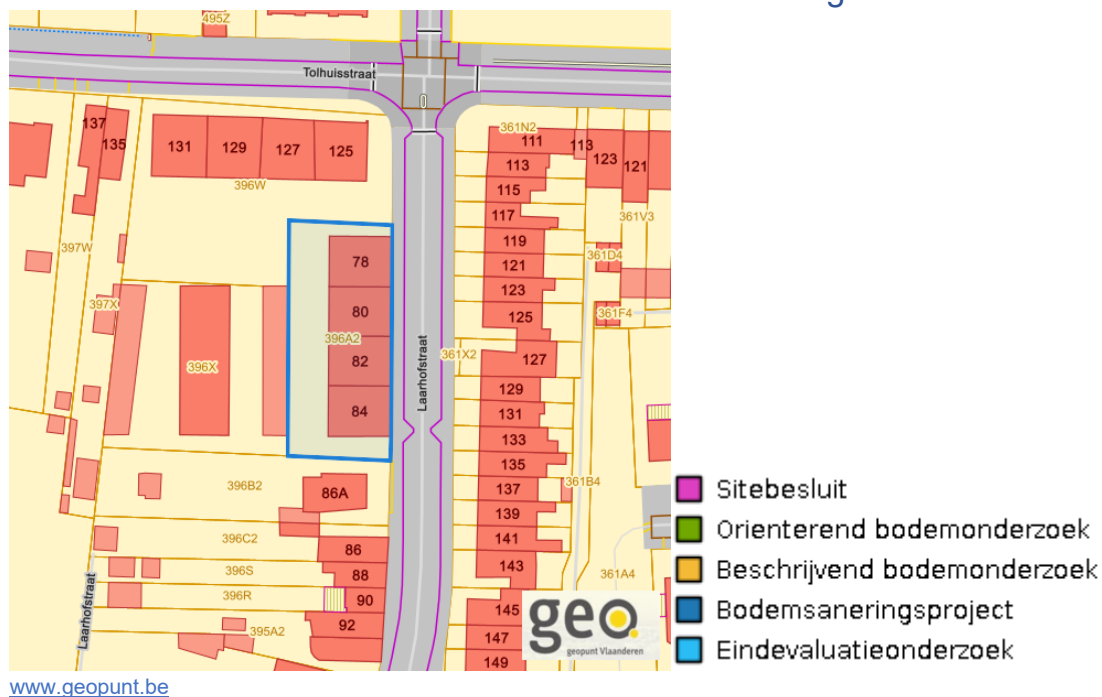 495Z
Tolhuisstraat
137
135
131
129
127
125
396W
397W
397X
78
80
396A2
82
84
396X
Laarhofstraat
361N2
111
113
113
123
121
115
117
361V3
119
361D4
121
123
361F4
125
361X2
127
129
131
133
135
361B4
137
139
141
143
361A4
145
147
149
396B2
86A
396C2
86
396S
88
396R
90
395A2
92
Laarhofstraat
geo
geopunt Vlaanderen
Sitebesluit
Orienterend bodemonderzoek
Beschrijvend bodemonderzoek
Bodemsaneringsproject
Eindevaluatieonderzoek
www.geopunt.be